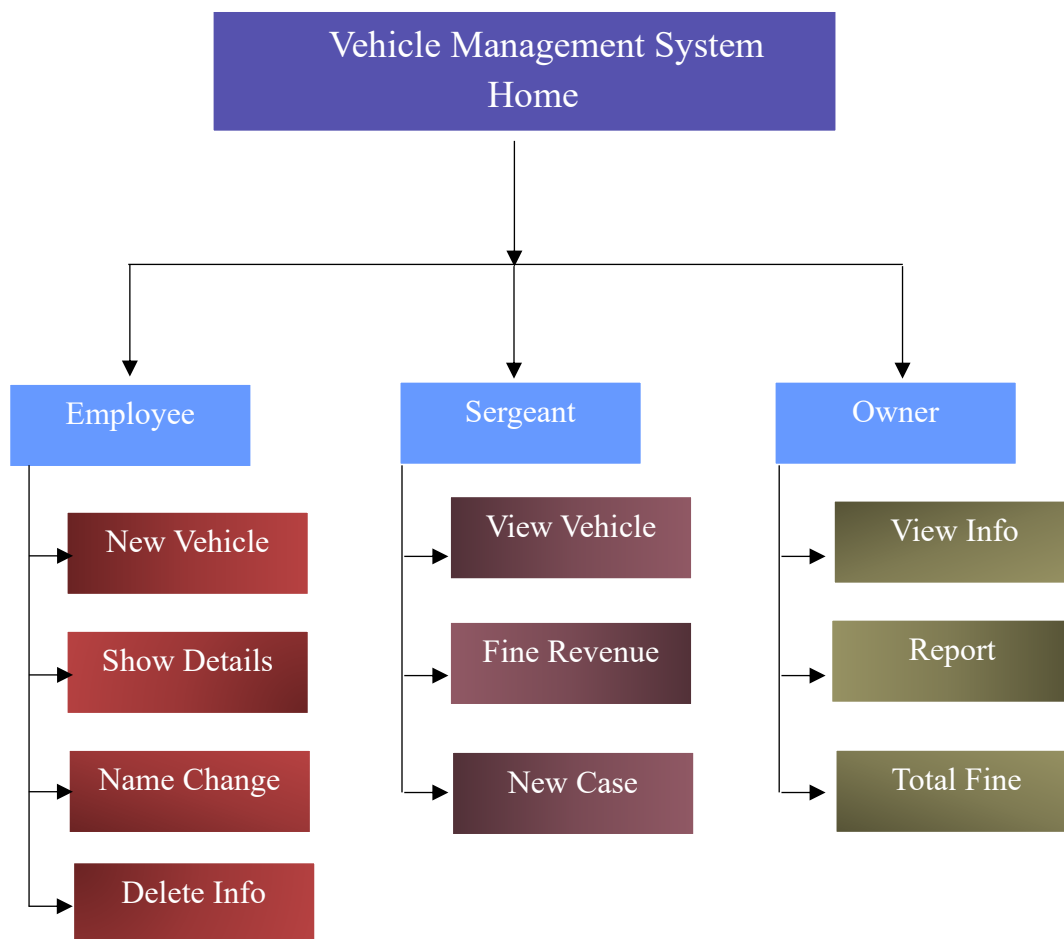 Vehicle Management System
Home
Employee
Sergeant
Owner
New Vehicle
Show Details
Name Change
Delete Info
View Vehicle
Fine Revenue
New Case
View Info
Report
Total Fine